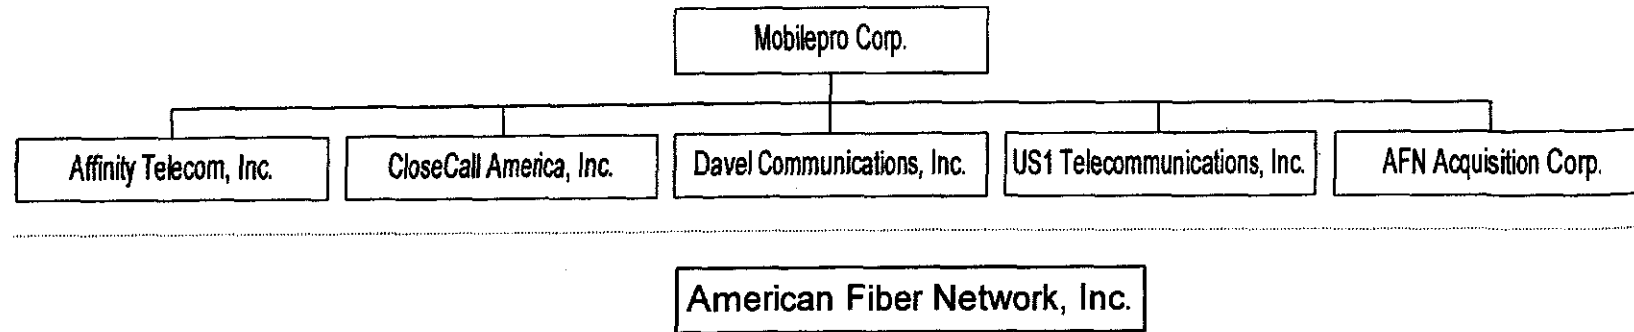 Mobilepro Corp.
Affinity Telecom, Inc.
CloseCall America, Inc.
Davel Communications, Inc.
US1 Telecommunications, Inc.
AFN Acquisition Corp.
American Fiber Network, Inc.